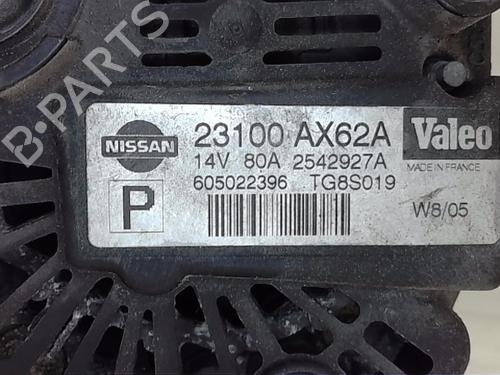 B-PARTS
NISSAN
23100 AX62A
Valeo
14V 80A 2542927A
MADE IN FRANCE
605022396 TG8S019
P
W8/05